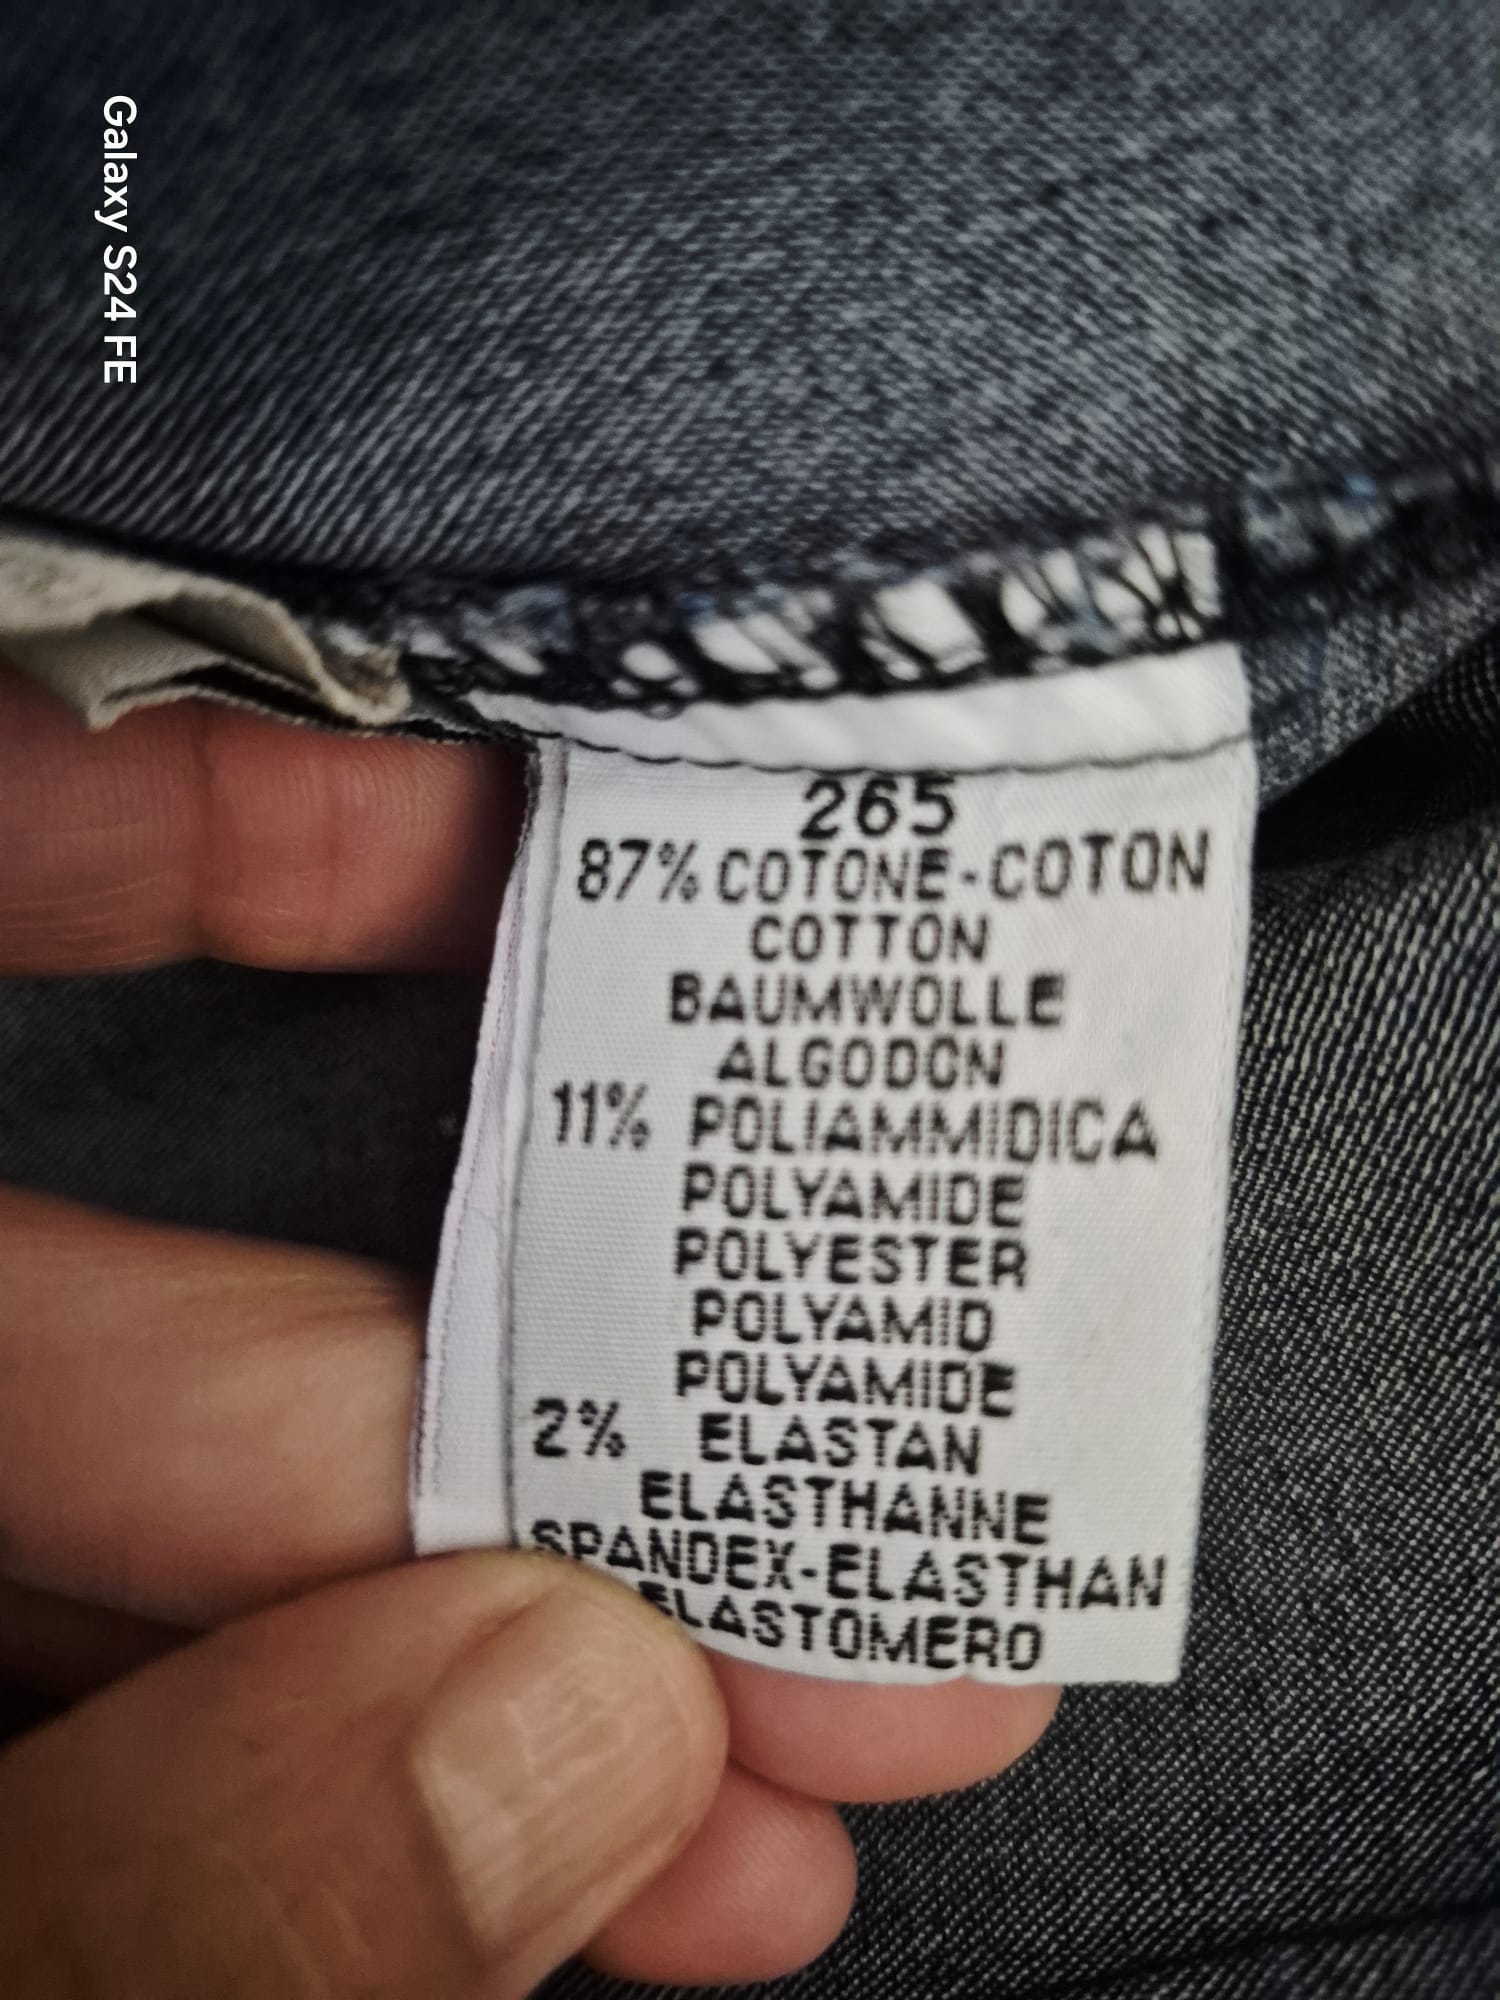 Galaxy S24 FE
265
87% COTONE-COTON
COTTON
BAUMWOLLE
ALGODON
11% POLIAMMIDICA
POLYAMIDE
POLYESTER
POLYAMID
POLYAMIDE
2% ELASTAN
ELASTHANNE
SPANDEX-ELASTHAN
ELASTOMERO